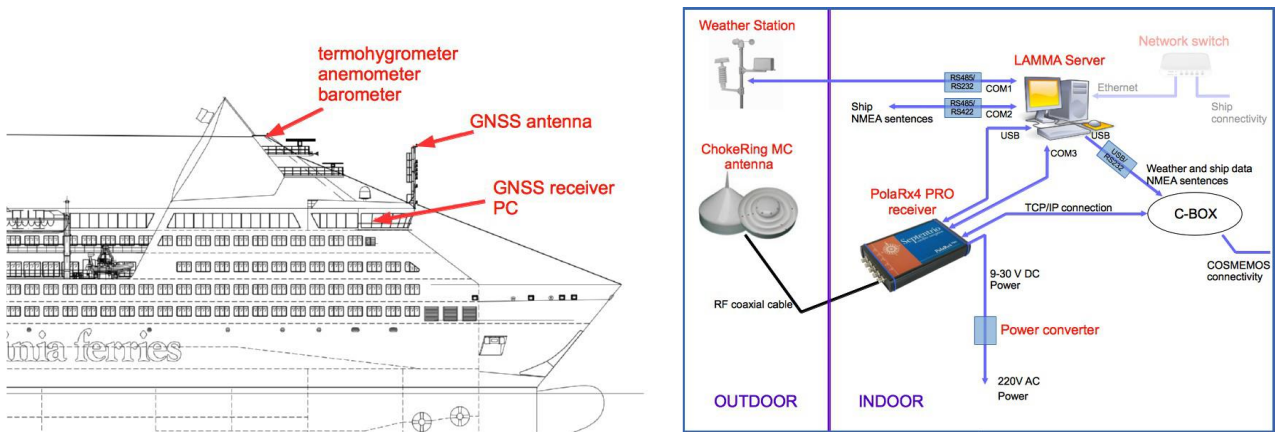 termohygrometer
anemometer
barometer
GNSS antenna
GNSS receiver
PC
inia ferries
Weather Station
ChokeRing MC
antenna
RS485/
RS232
COM1
Ship
NMEA sentences
RS485/
RS422
COM2
LAMMA Server
Network switch
Ethernet
Ship
connectivity
USB
USB
COM3
USB/
RS232
Weather and ship data
NMEA sentences
PolaRx4 PRO
receiver
TCP/IP connection
C-BOX
Septentrio
COSMEMOS
connectivity
9-30 V DC
Power
RF coaxial cable
Power converter
220V AC
Power
OUTDOOR
INDOOR